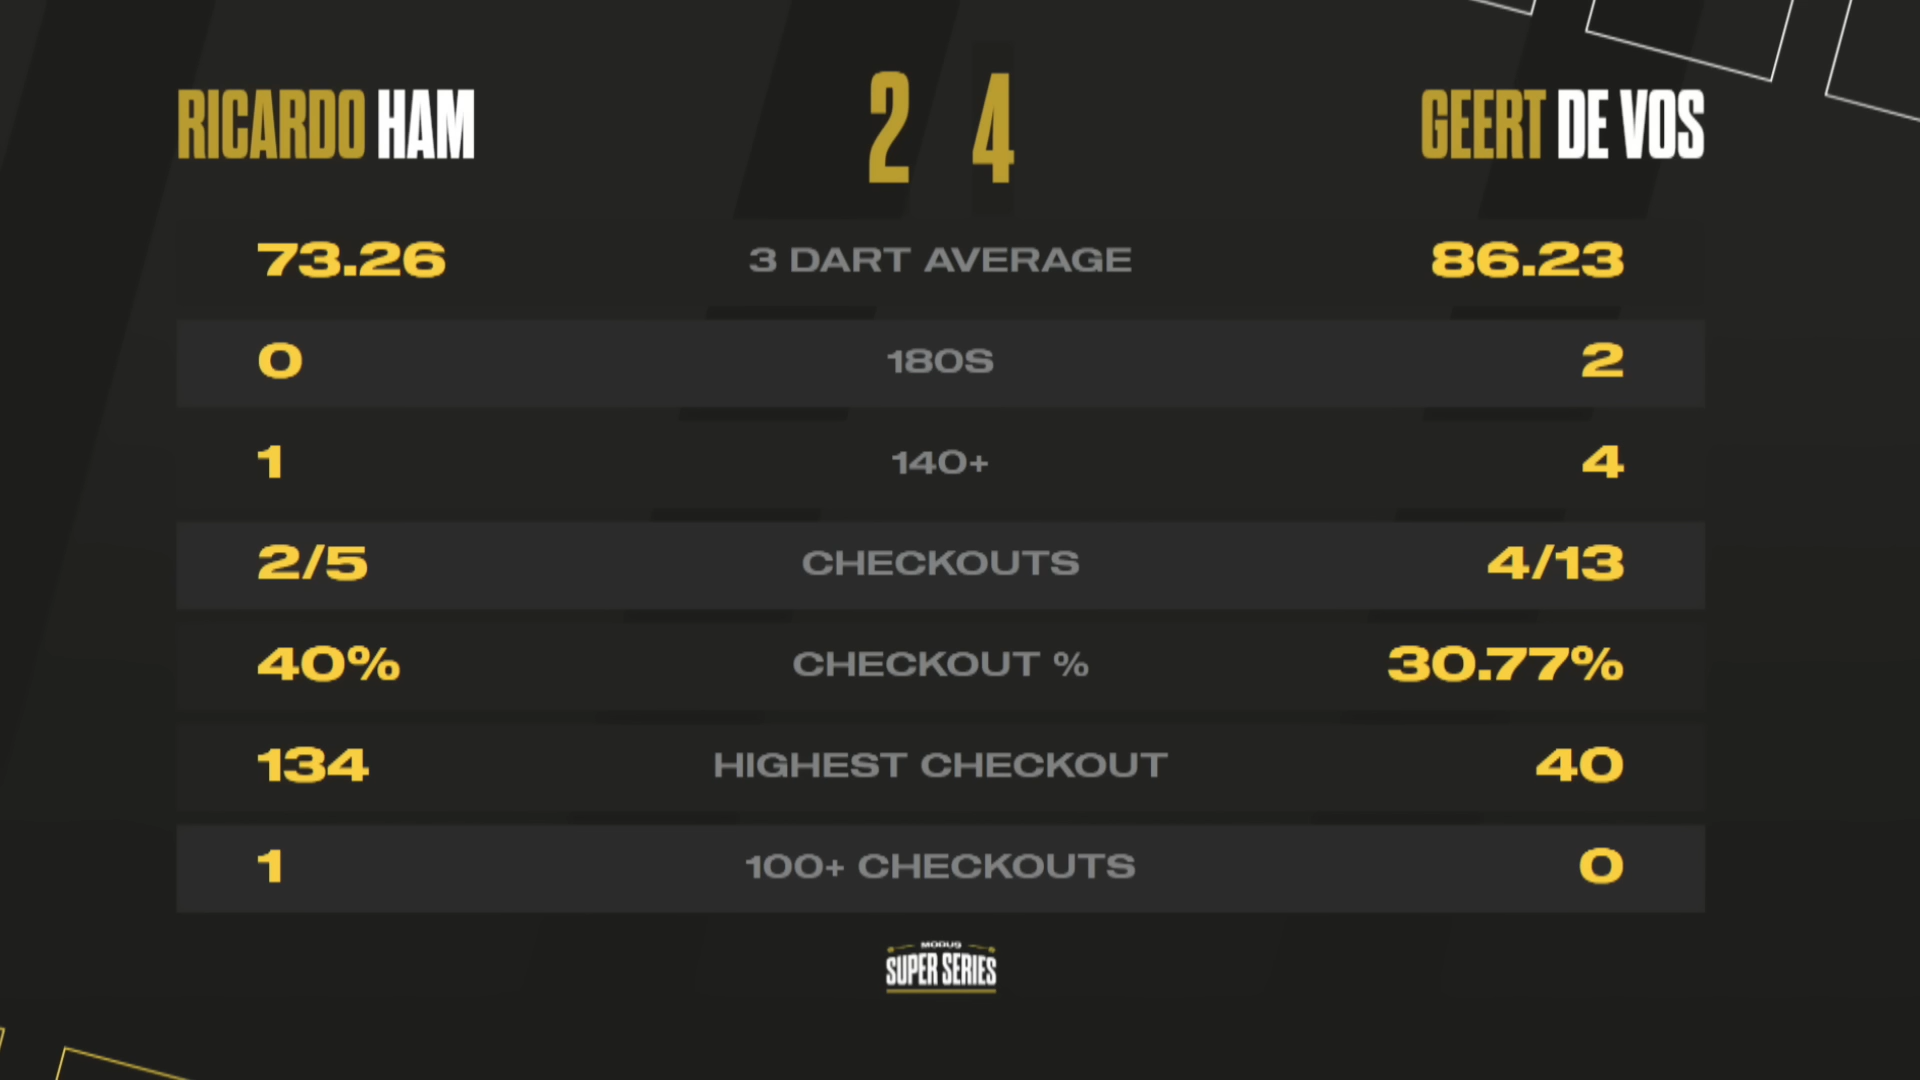 RICARDO HAM 2 4 GEERT DE VOS
73.26 3 DART AVERAGE 86.23
0 180S 2
1 140+ 4
2/5 CHECKOUTS 4/13
40% CHECKOUT % 30.77%
134 HIGHEST CHECKOUT 40
1 100+ CHECKOUTS 0
MODUS
SUPER SERIES